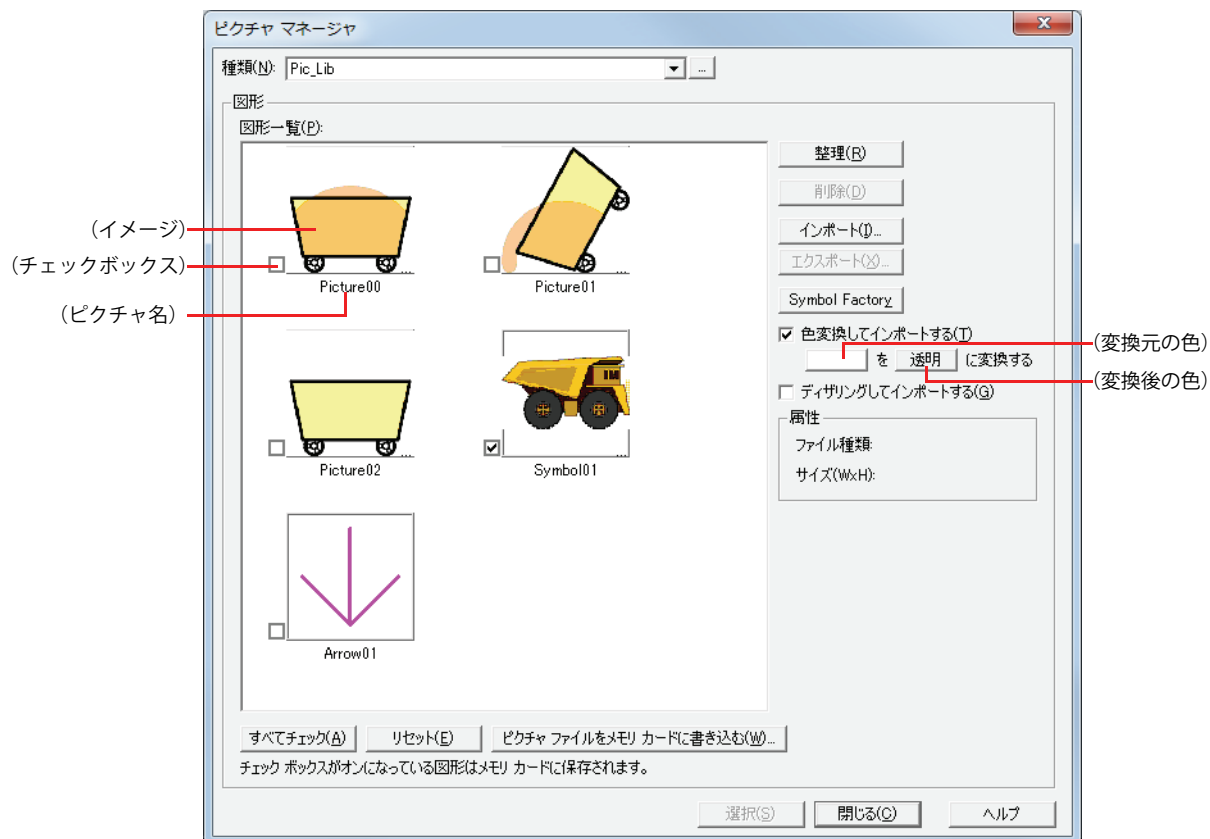 ピクチャ マネージャ
種類(N): Pic_Lib ...
図形
図形一覧(P):
整理(R)
削除(D)
(イメージ)
インポート(I)...
(チェックボックス)
エクスポート(X)...
Picture00
Picture01
Symbol Factory
(ピクチャ名)
色変換してインポートする(T)
(変換元の色)
を 透明 に変換する
(変換後の色)
ディザリングしてインポートする(G)
IM
属性
ファイル種類:
Picture02
Symbol01
サイズ(WxH):
Arrow01
すべてチェック(A) リセット(E) ピクチャ ファイルをメモリ カードに書き込む(W)...
チェック ボックスがオンになっている図形はメモリ カードに保存されます。
選択(S) 閉じる(C) ヘルプ